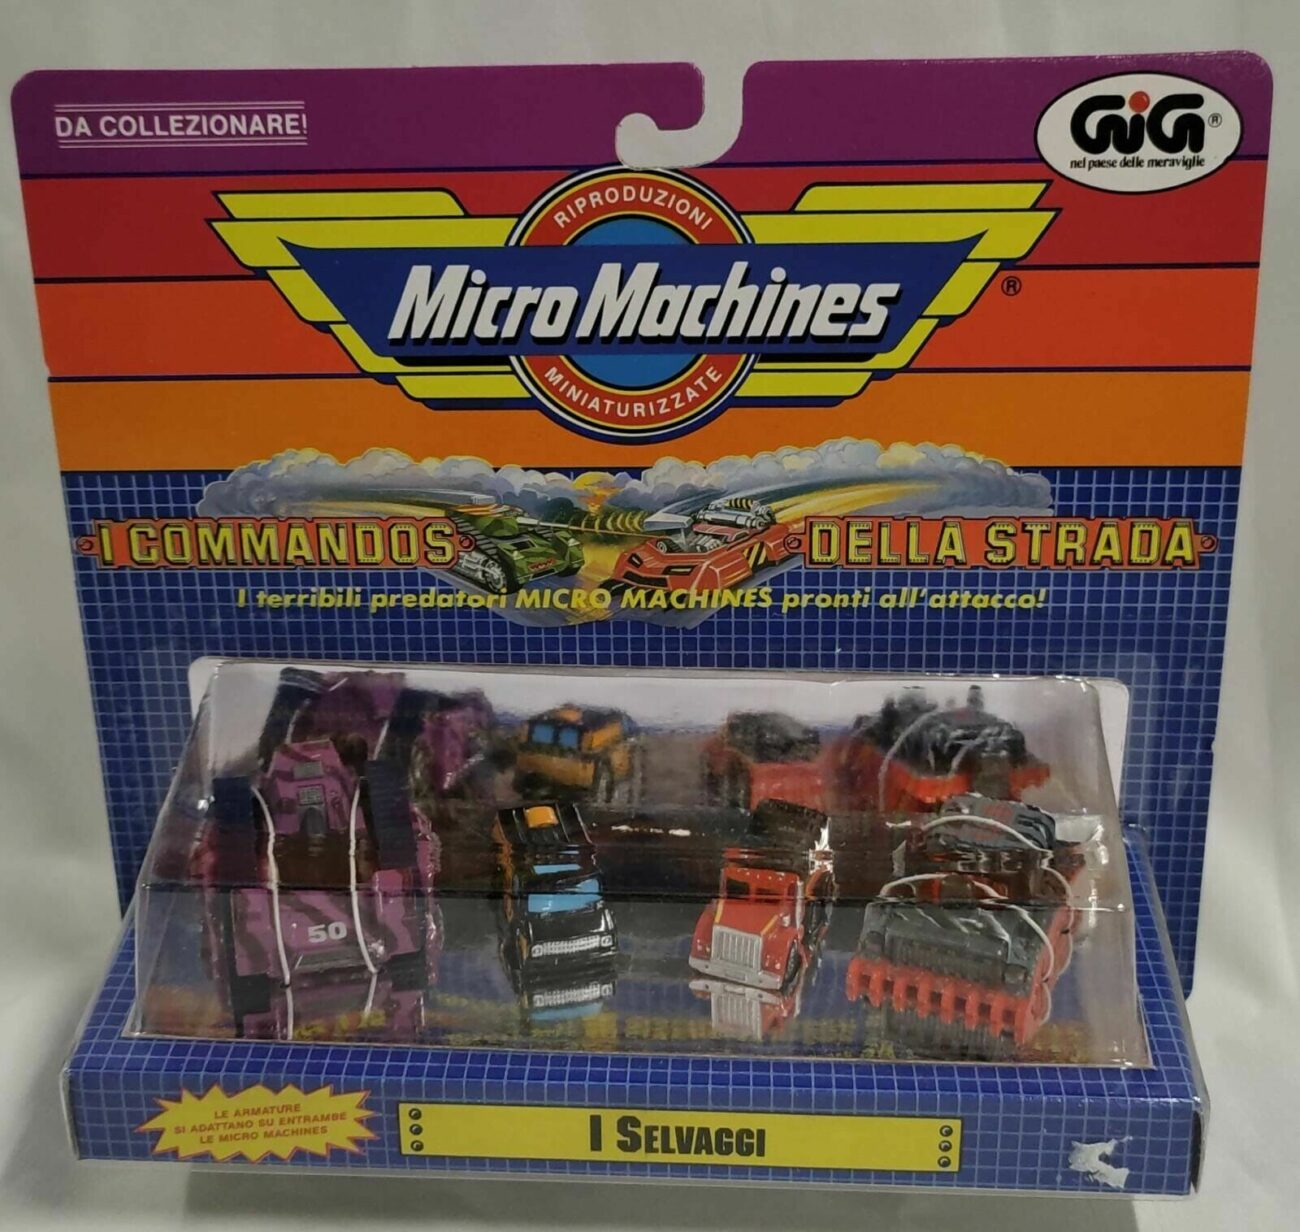 DA COLLEZIONARE!
GiG ®
nel paese delle meraviglie
RIPRODUZIONI
Micro Machines ®
MINIATURIZZATE
I COMMANDOS DELLA STRADA
I terribili predatori MICRO MACHINES pronti all'attacco!
50
LE ARMATURE
SI ADATTANO SU ENTRAMBE
LE MICRO MACHINES
I SELVAGGI